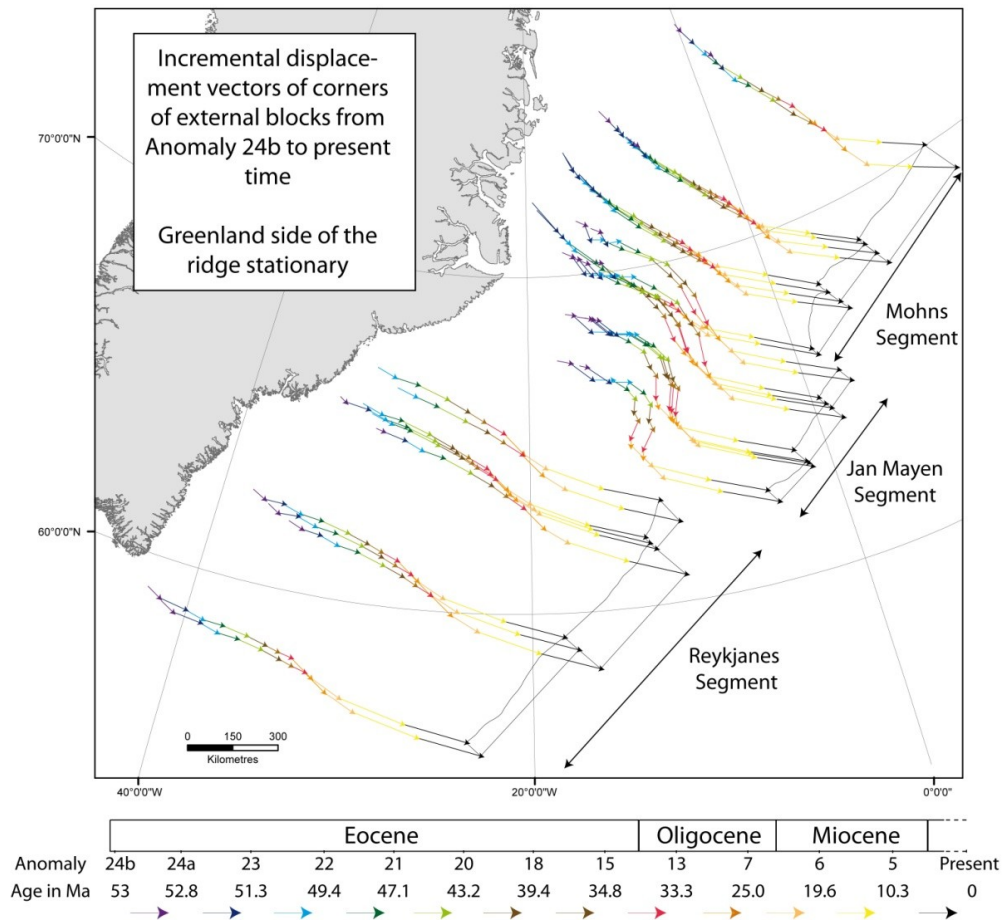 Incremental displace-
ment vectors of corners
of external blocks from
Anomaly 24b to present
time
Greenland side of the
ridge stationary
70°0'0"N
60°0'0"N
Mohns
Segment
Jan Mayen
Segment
Reykjanes
Segment
0 150 300
Kilometres
40°0'0"W 20°0'0"W 0°0'0"
Eocene Oligocene Miocene
Anomaly 24b 24a 23 22 21 20 18 15 13 7 6 5 Present
Age in Ma 53 52.8 51.3 49.4 47.1 43.2 39.4 34.8 33.3 25.0 19.6 10.3 0